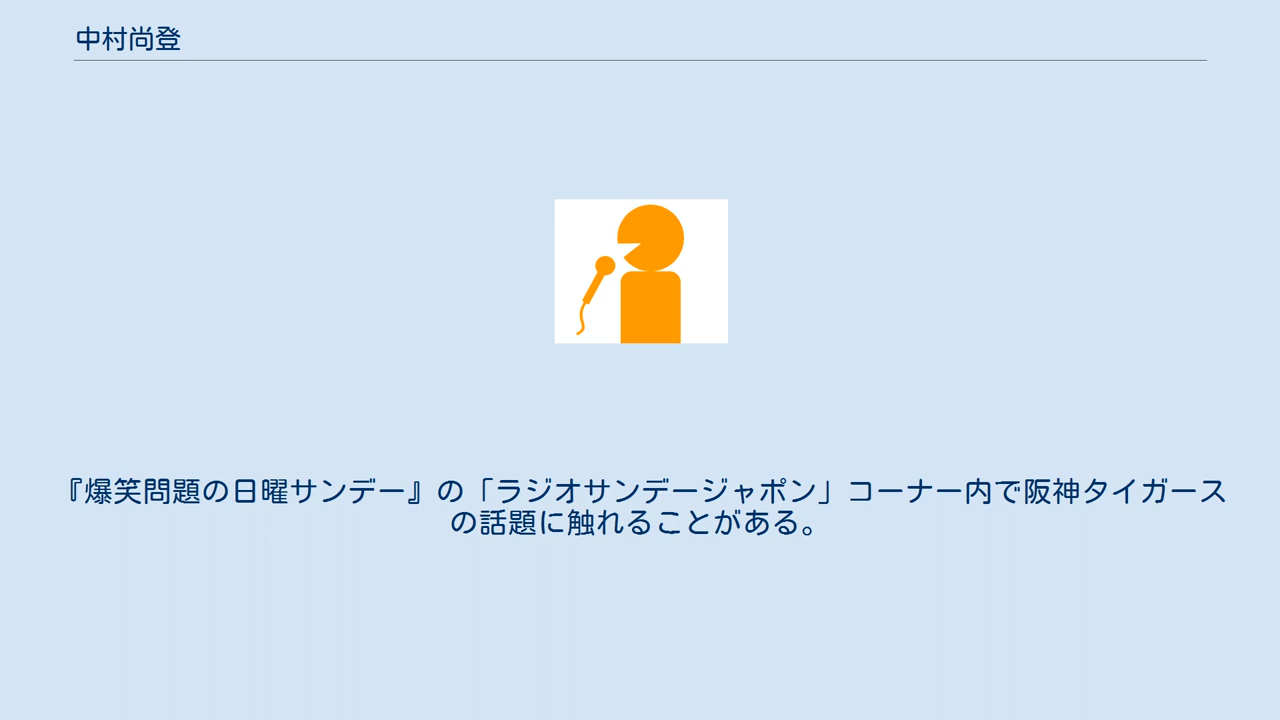 中村尚登
『爆笑問題の日曜サンデー』の「ラジオサンデージャポン」コーナー内で阪神タイガース
の話題に触れることがある。